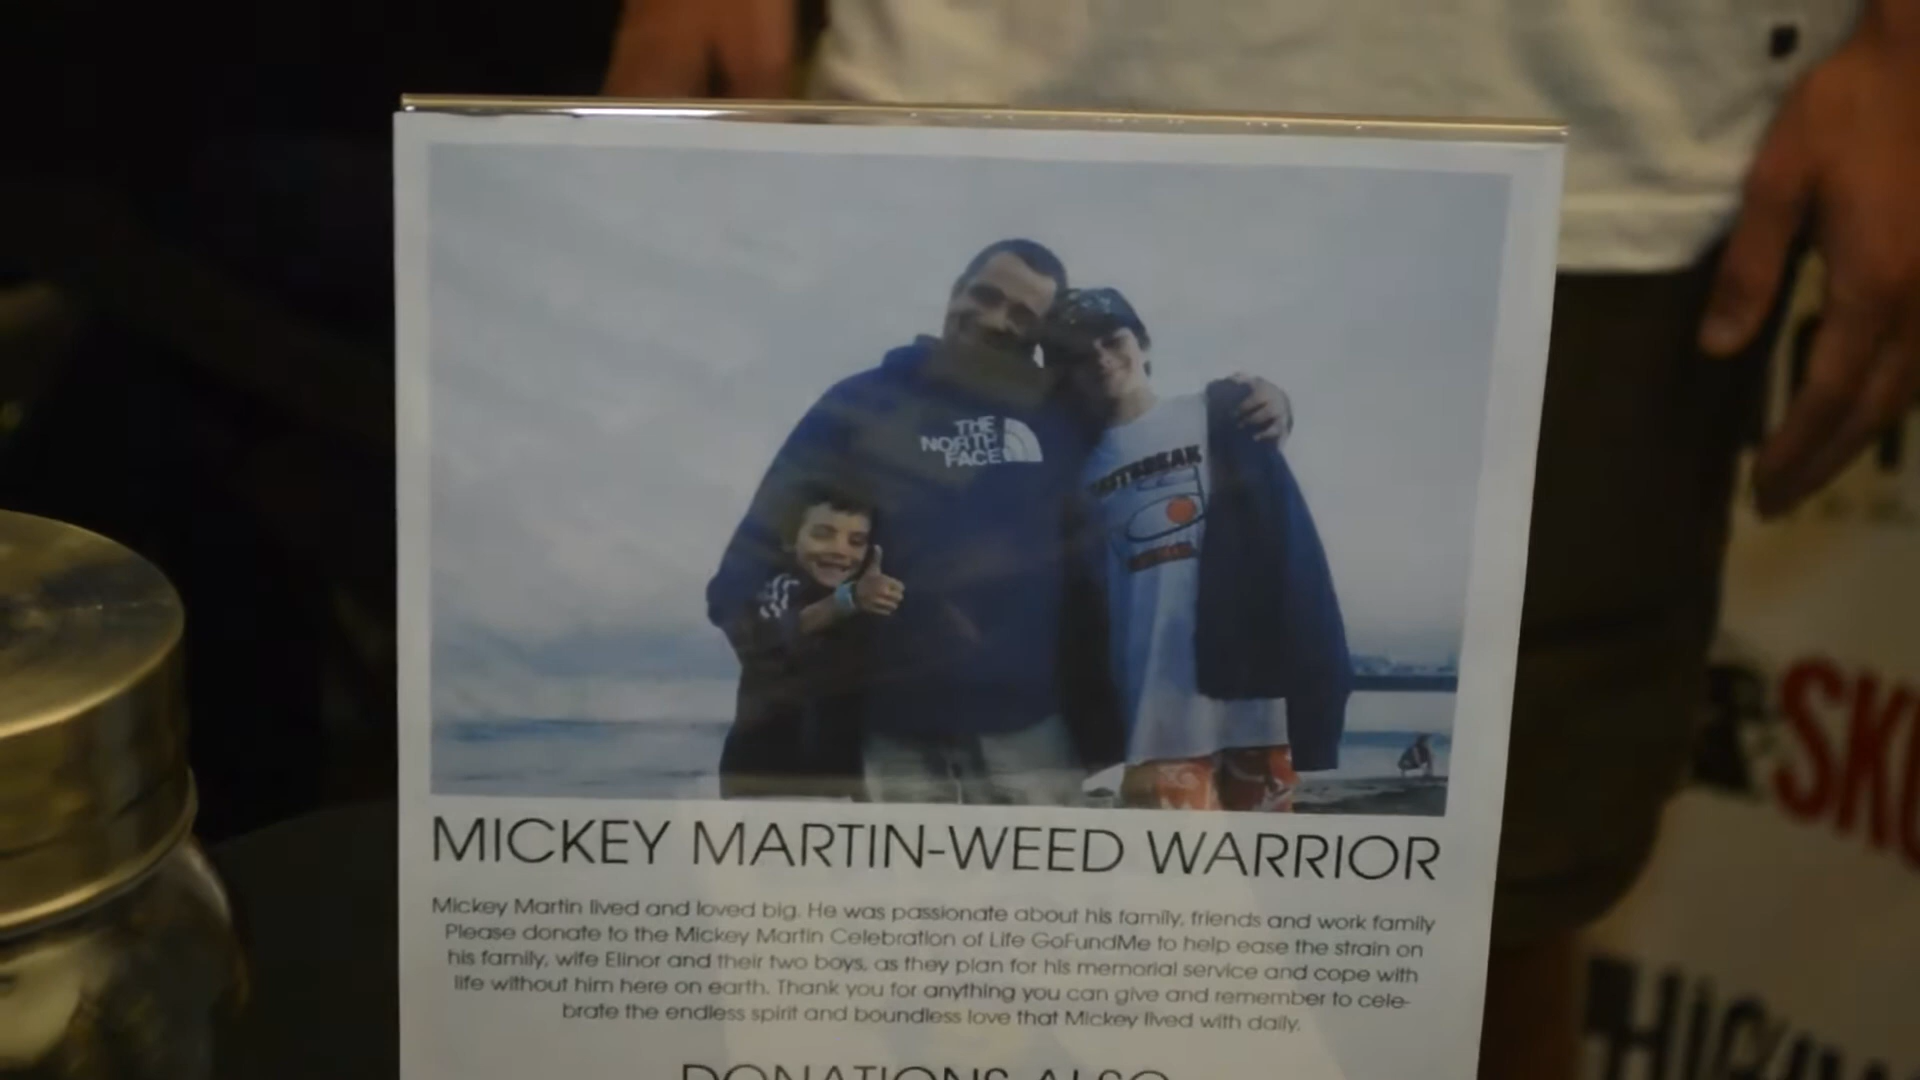 THE
NORTH
FACE
OUTBREAK
MICKEY MARTIN-WEED WARRIOR
Mickey Martin lived and loved big. He was passionate about his family, friends and work family
Please donate to the Mickey Martin Celebration of Life GoFundMe to help ease the strain on
his family, wife Elinor and their two boys, as they plan for his memorial service and cope with
life without him here on earth. Thank you for anything you can give and remember to cele-
brate the endless spirit and boundless love that Mickey lived with daily.
DONATIONS ALSO
SK